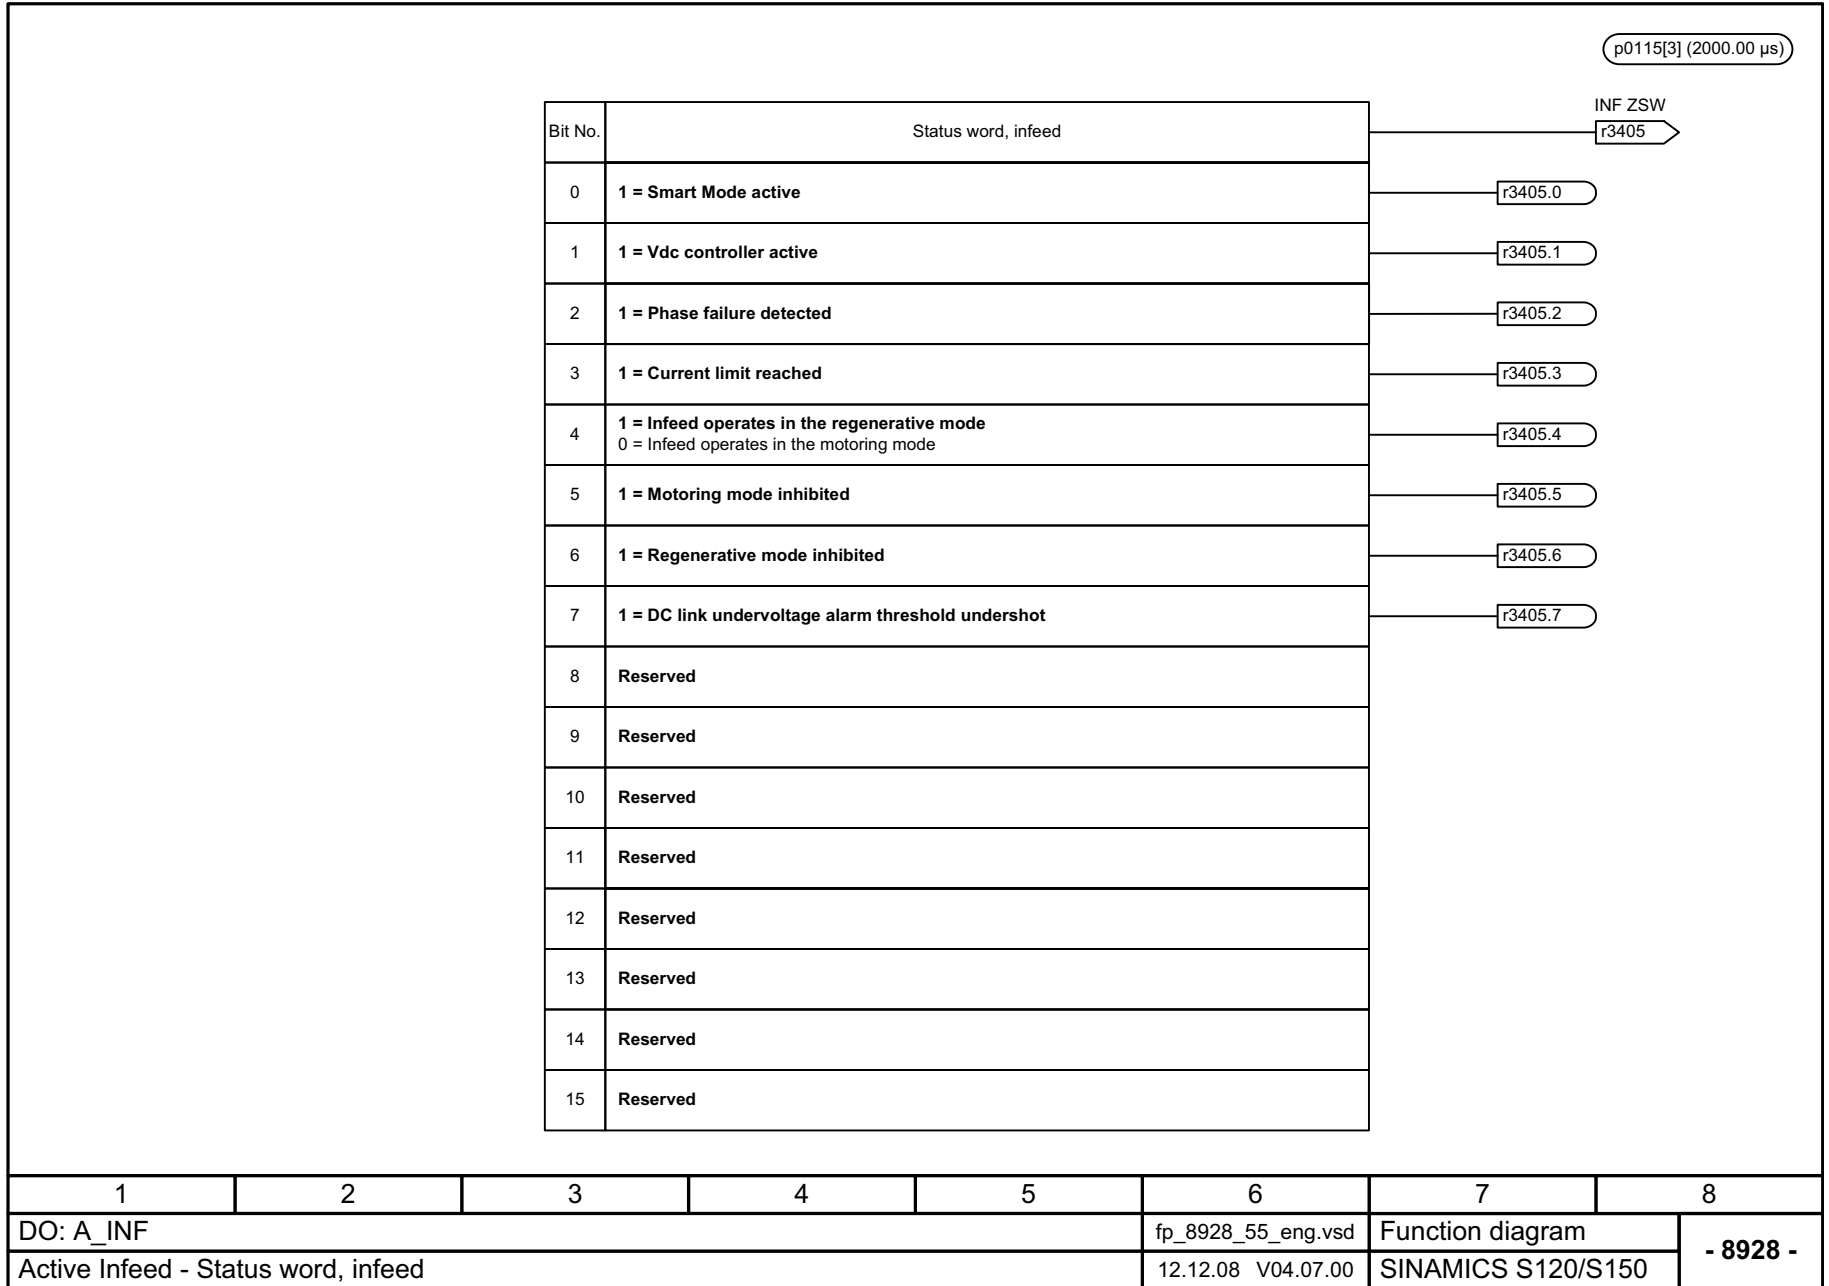 p0115[3] (2000.00 µs)
INF ZSW
Bit No. Status word, infeed r3405
0 1 = Smart Mode active r3405.0
1 1 = Vdc controller active r3405.1
2 1 = Phase failure detected r3405.2
3 1 = Current limit reached r3405.3
4 1 = Infeed operates in the regenerative mode
0 = Infeed operates in the motoring mode r3405.4
5 1 = Motoring mode inhibited r3405.5
6 1 = Regenerative mode inhibited r3405.6
7 1 = DC link undervoltage alarm threshold undershot r3405.7
8 Reserved
9 Reserved
10 Reserved
11 Reserved
12 Reserved
13 Reserved
14 Reserved
15 Reserved
1 2 3 4 5 6 7 8
DO: A_INF fp_8928_55_eng.vsd Function diagram - 8928 -
Active Infeed - Status word, infeed 12.12.08 V04.07.00 SINAMICS S120/S150